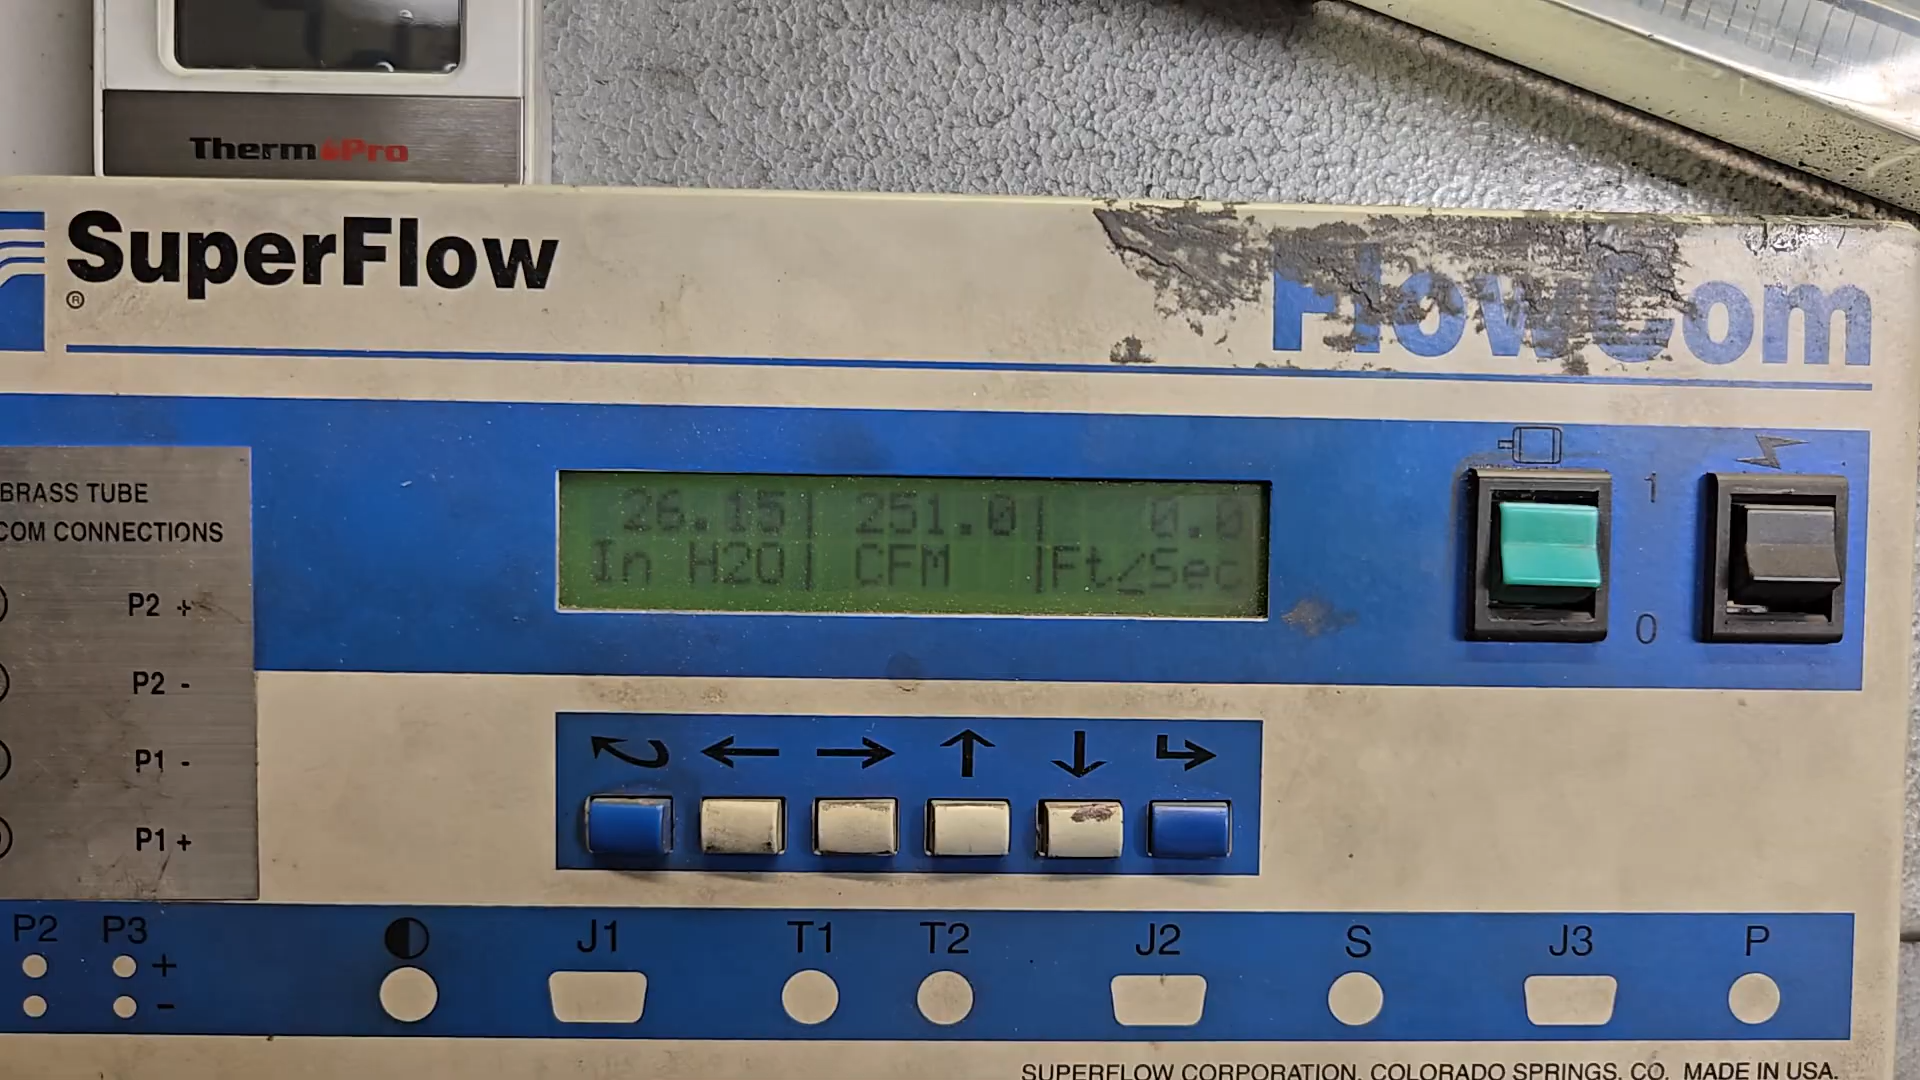 ThermoPro
SuperFlow
®
FlowCom
BRASS TUBE
COM CONNECTIONS
26.15| 251.0| 0.0
In H2O| CFM |Ft/Sec
1
0
P2 +
P2 -
P1 -
P1 +
P2 P3
+
-
J1 T1 T2 J2 S J3 P
SUPERFLOW CORPORATION, COLORADO SPRINGS, CO. MADE IN USA.